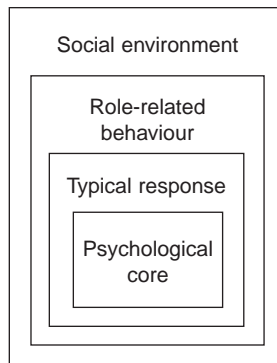 Social environment
Role-related
behaviour
Typical response
Psychological
core